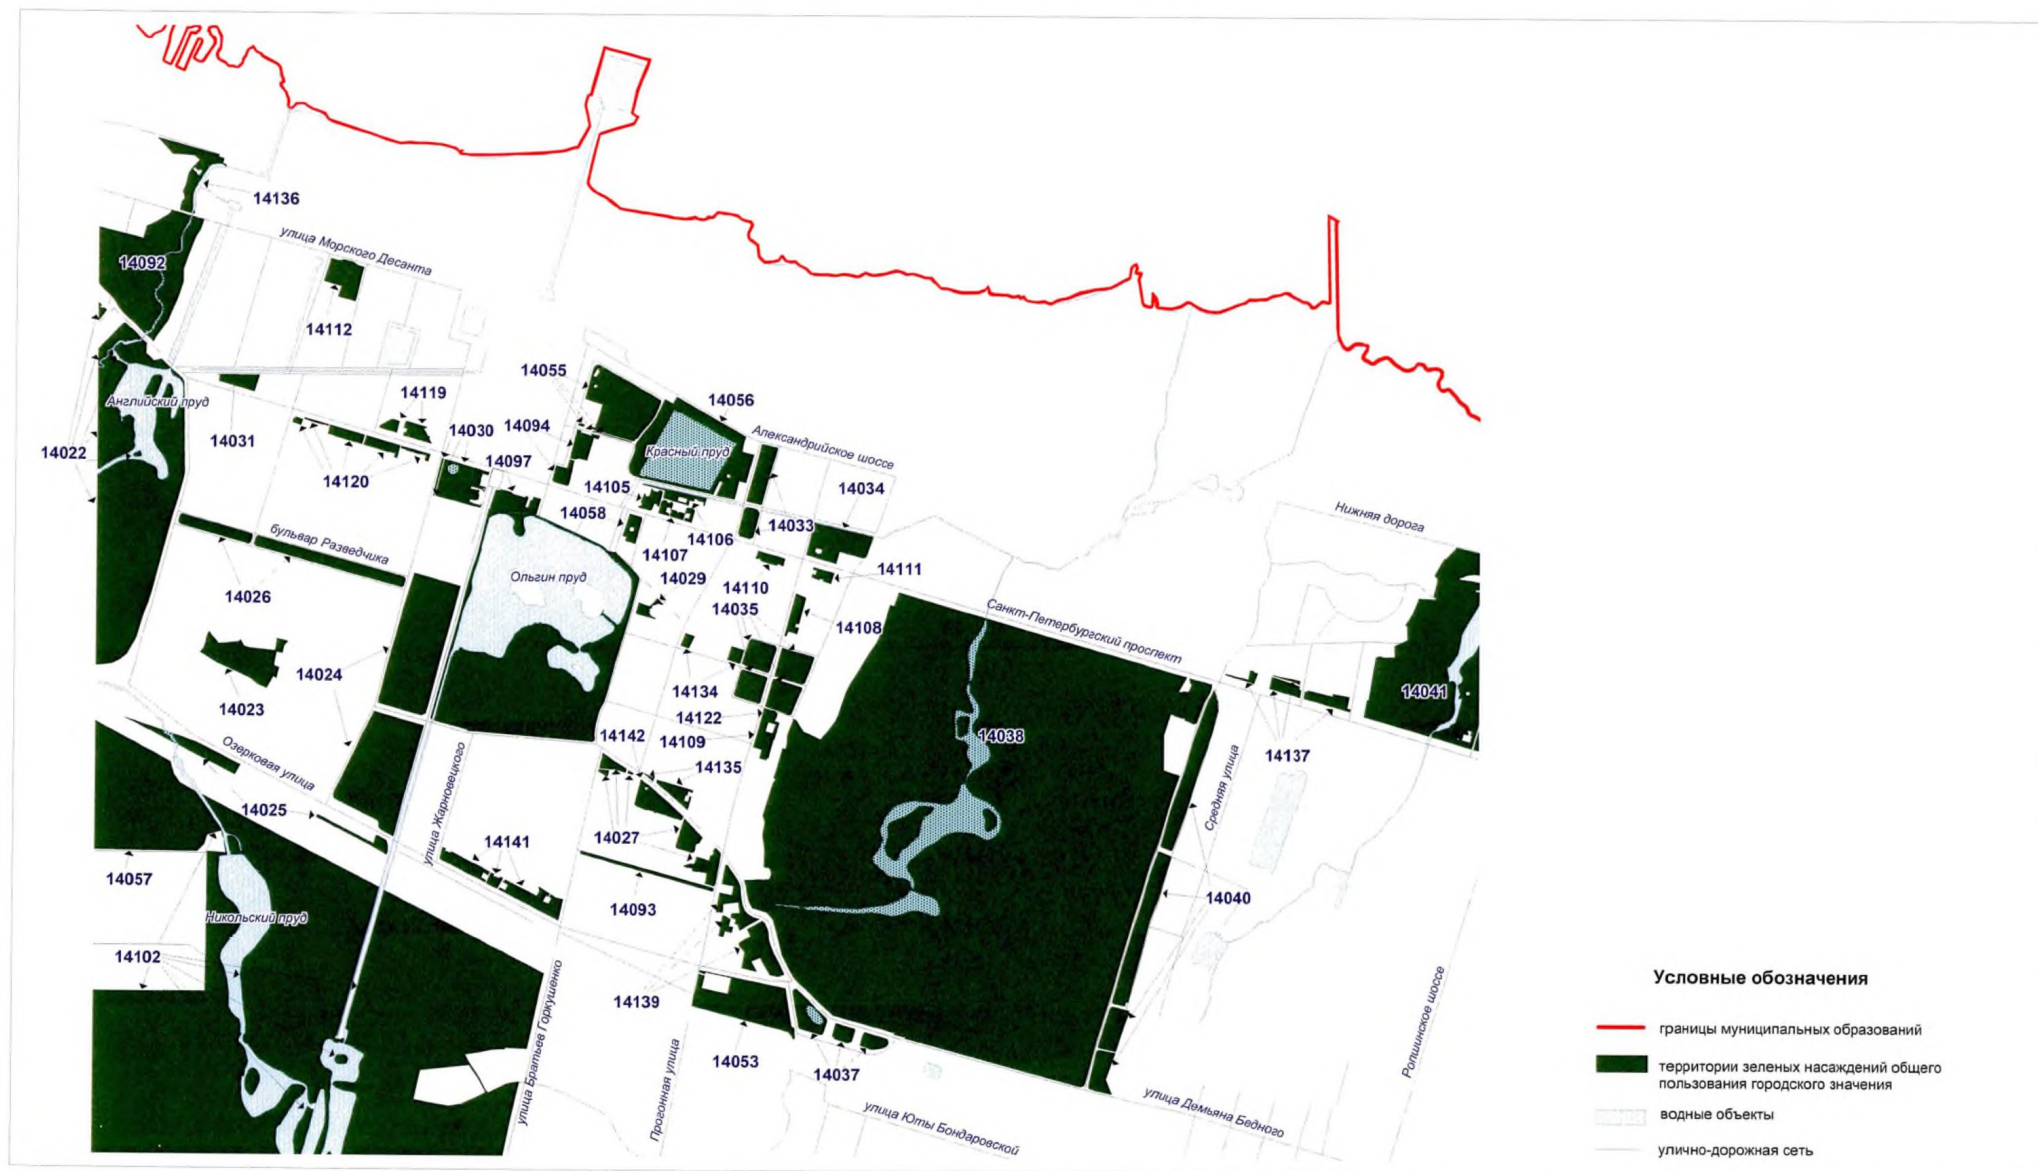 14136
улица Морского Десанта
14092
14112
14055
14119
14056
Английский пруд
14094
14030
Александрийское шоссе
14031
14022
Красный пруд
14097
14120
14105
14034
14058
14033
Нижняя дорога
14106
бульвар Разведчика
14107
14111
Ольгин пруд
14029
14110
14026
14035
Санкт-Петербургский проспект
14108
14024
14134
14041
14023
14122
14142
14109
14038
Озерковая улица
14135
14137
Средняя улица
14025
улица Жарновецкого
14027
14141
14057
14040
14093
Никольский пруд
14102
14139
улица Братьев Горкушенко
14053
14037
Прогонная улица
Ропшинское шоссе
улица Демьяна Бедного
улица Юты Бондаровской
Условные обозначения
границы муниципальных образований
территории зеленых насаждений общего
пользования городского значения
водные объекты
улично-дорожная сеть